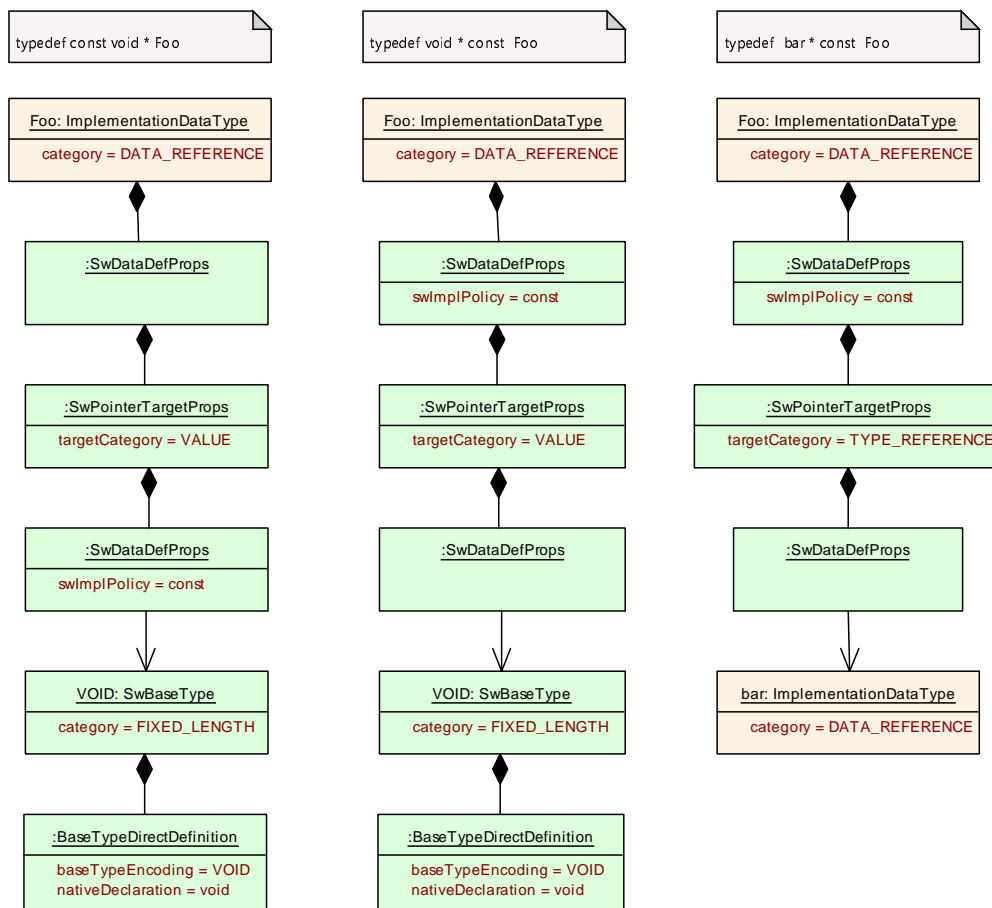 typedef const void * Foo
Foo: ImplementationDataType
category = DATA_REFERENCE
:SwDataDefProps
:SwPointerTargetProps
targetCategory = VALUE
:SwDataDefProps
swImplPolicy = const
VOID: SwBaseType
category = FIXED_LENGTH
:BaseTypeDirectDefinition
baseTypeEncoding = VOID
nativeDeclaration = void
typedef void * const Foo
Foo: ImplementationDataType
category = DATA_REFERENCE
:SwDataDefProps
swImplPolicy = const
:SwPointerTargetProps
targetCategory = VALUE
:SwDataDefProps
VOID: SwBaseType
category = FIXED_LENGTH
:BaseTypeDirectDefinition
baseTypeEncoding = VOID
nativeDeclaration = void
typedef bar * const Foo
Foo: ImplementationDataType
category = DATA_REFERENCE
:SwDataDefProps
swImplPolicy = const
:SwPointerTargetProps
targetCategory = TYPE_REFERENCE
:SwDataDefProps
bar: ImplementationDataType
category = DATA_REFERENCE